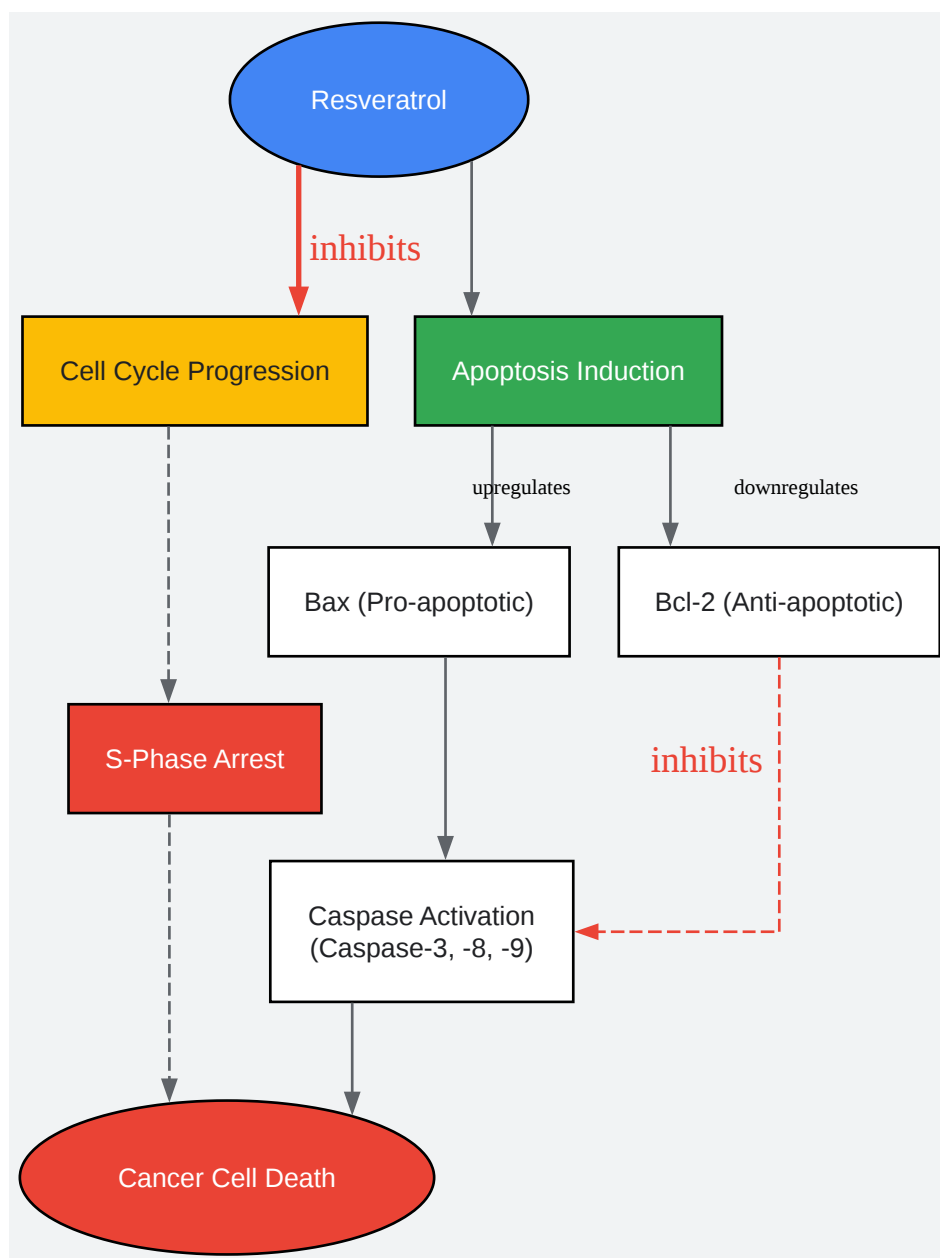 Resveratrol
inhibits
Cell Cycle Progression
Apoptosis Induction
upregulates
downregulates
Bax (Pro-apoptotic)
Bcl-2 (Anti-apoptotic)
S-Phase Arrest
inhibits
Caspase Activation
(Caspase-3, -8, -9)
Cancer Cell Death